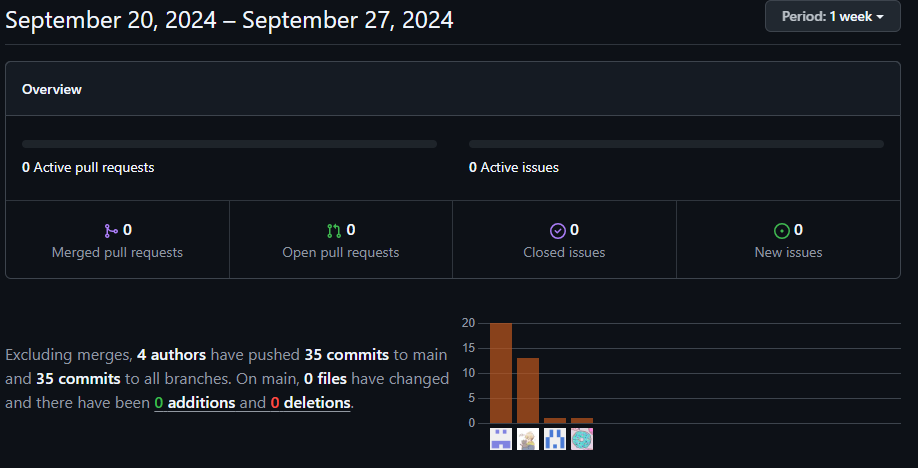 September 20, 2024 – September 27, 2024
Period: 1 week
Overview
0 Active pull requests
0 Active issues
0
Merged pull requests
0
Open pull requests
0
Closed issues
0
New issues
Excluding merges, 4 authors have pushed 35 commits to main
and 35 commits to all branches. On main, 0 files have changed
and there have been 0 additions and 0 deletions.
20
15
10
5
0